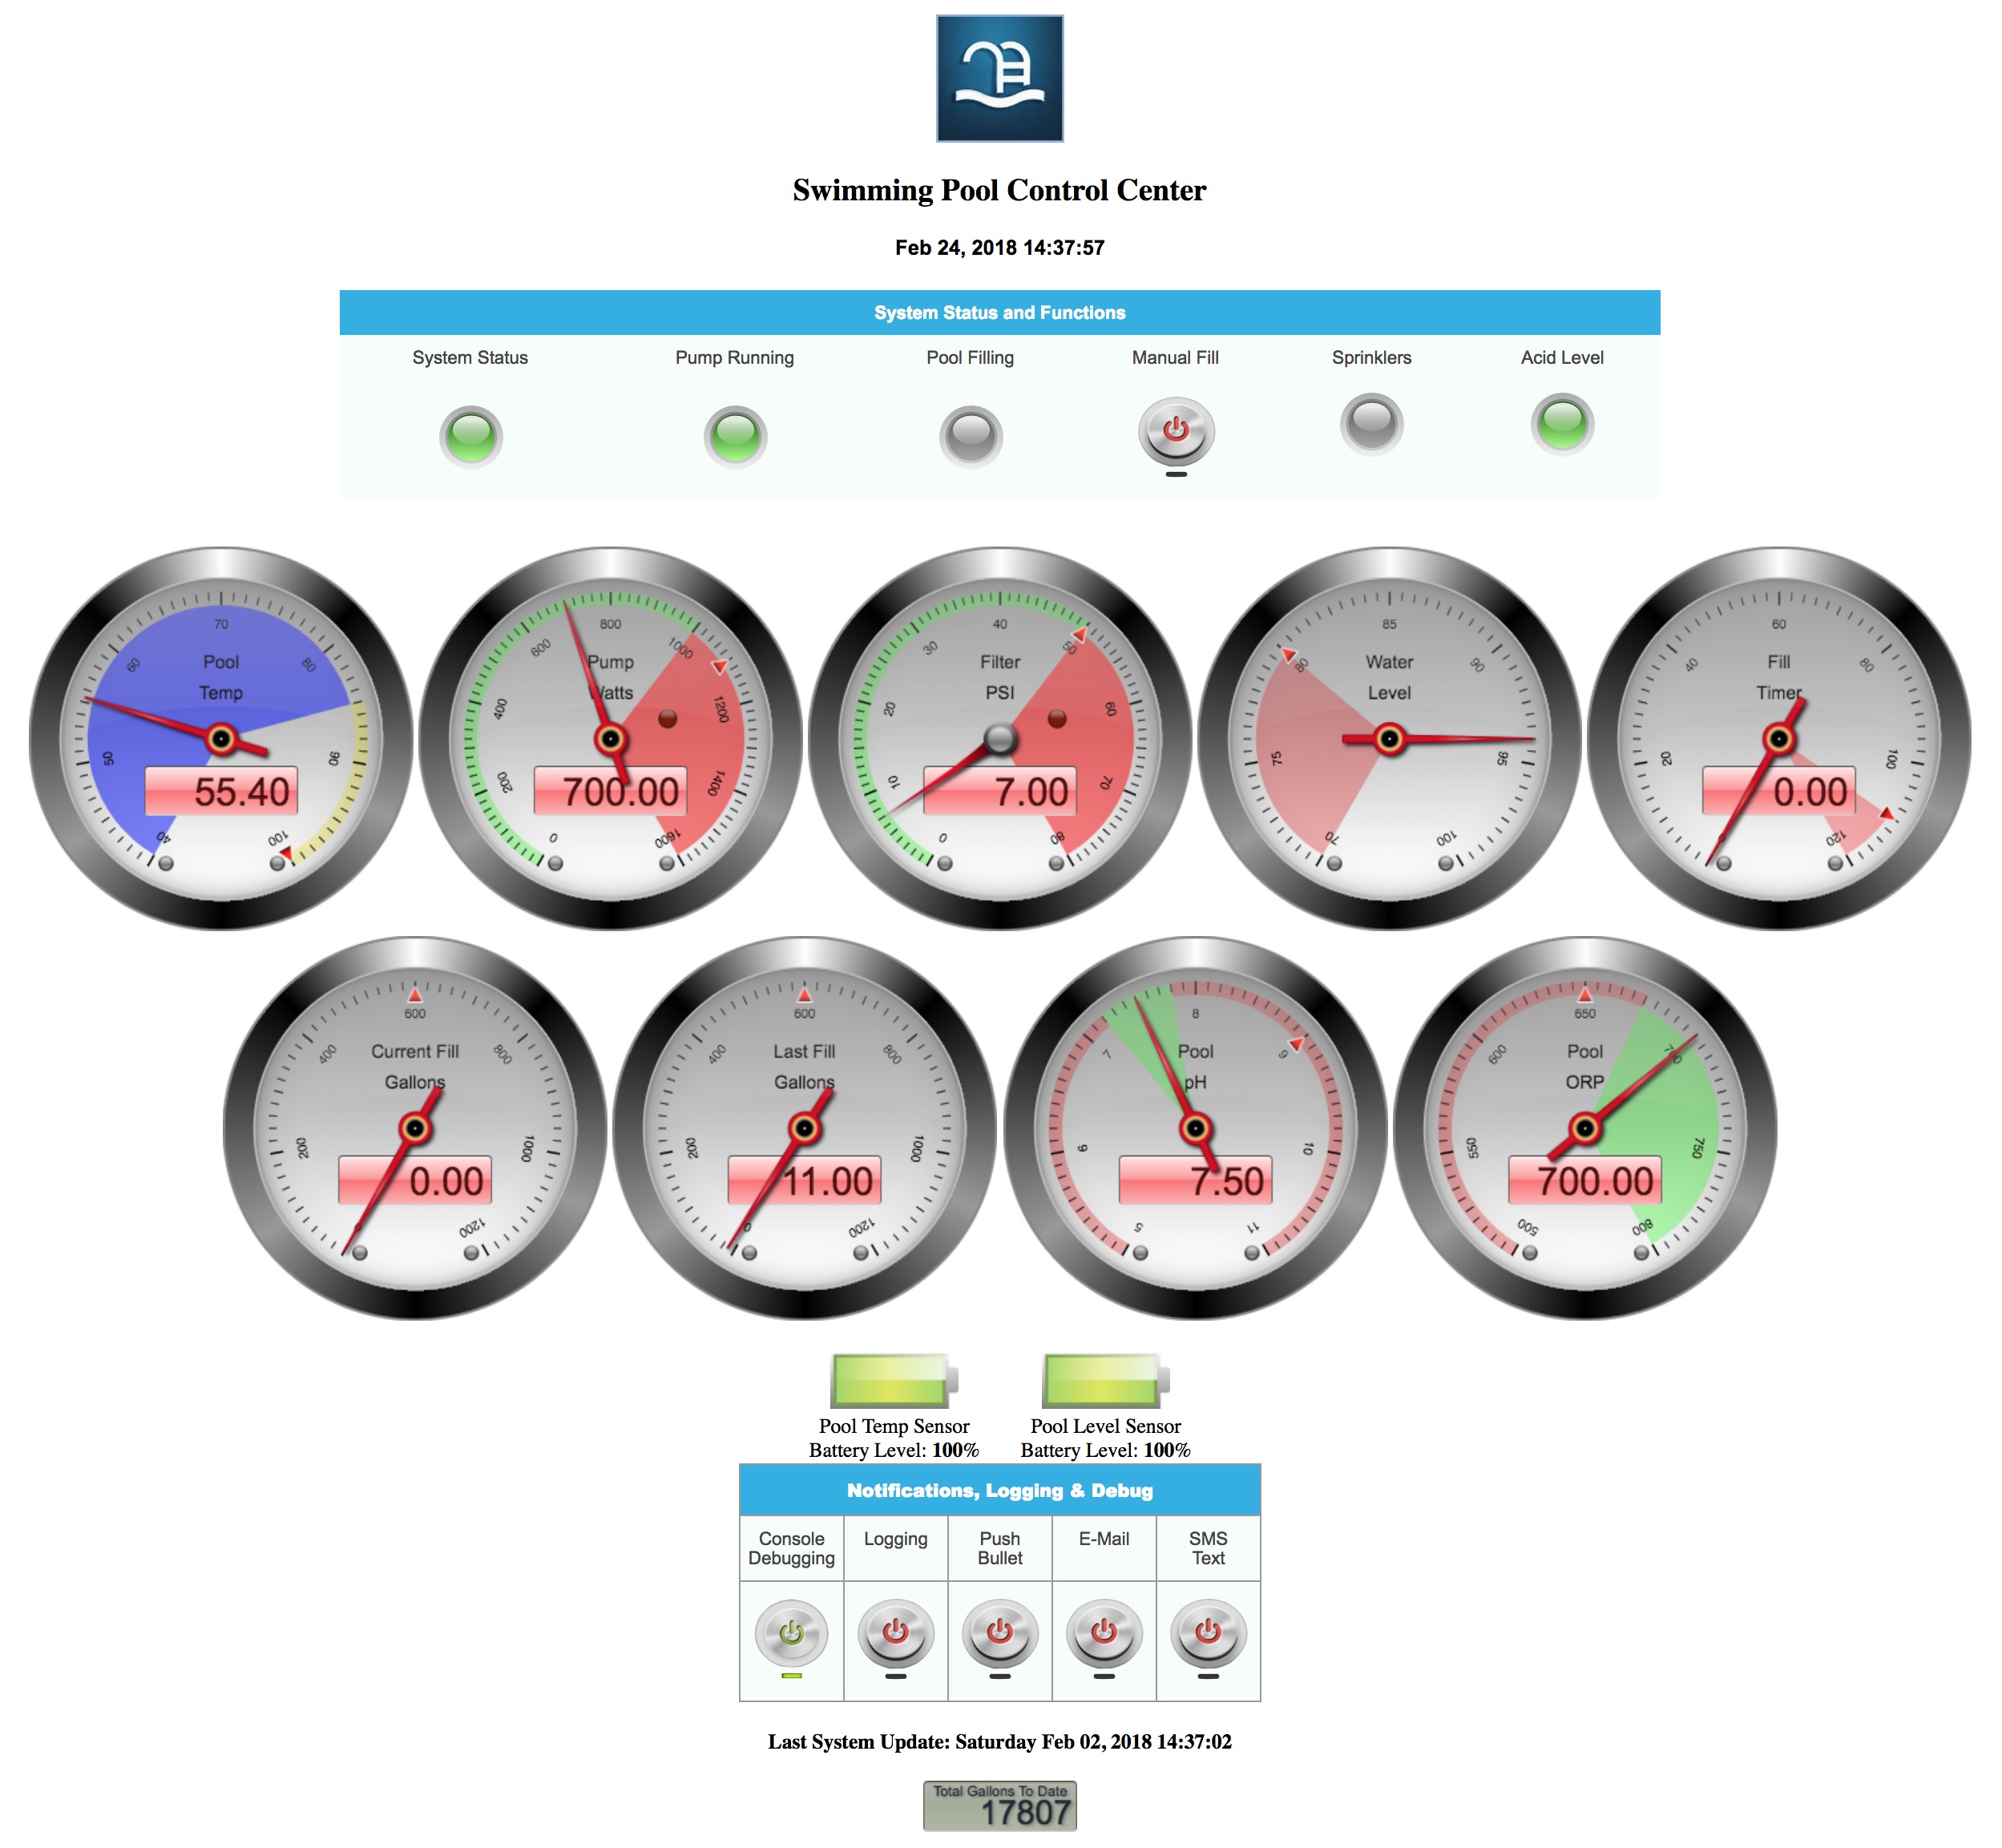 Swimming Pool Control Center
Feb 24, 2018 14:37:57
System Status and Functions
System Status Pump Running Pool Filling Manual Fill Sprinklers Acid Level
Pool
Temp
40 50 60 70 80 90 100
55.40
Pump
Watts
0 200 400 600 800 1000 1200 1400 1600
700.00
Filter
PSI
0 10 20 30 40 50 60 70 80
7.00
Water
Level
70 75 80 85 90 95 100
Fill
Timer
0 20 40 60 80 100 120
0.00
Current Fill
Gallons
0 200 400 600 800 1000 1200
0.00
Last Fill
Gallons
0 200 400 600 800 1000 1200
11.00
Pool
pH
5 6 7 8 9 10 11
7.50
Pool
ORP
500 550 600 650 700 750 800
700.00
Pool Temp Sensor
Battery Level: 100%
Pool Level Sensor
Battery Level: 100%
Notifications, Logging & Debug
Console
Debugging
Logging
Push
Bullet
E-Mail
SMS
Text
Last System Update: Saturday Feb 02, 2018 14:37:02
Total Gallons To Date
17807